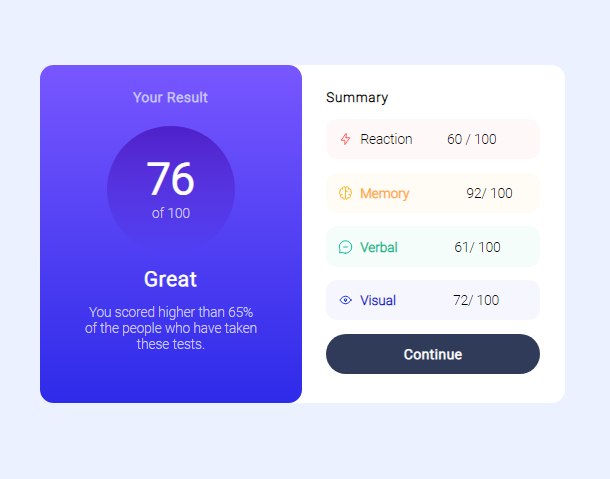 Your Result
76
of 100
Great
You scored higher than 65%
of the people who have taken
these tests.
Summary
Reaction 60 / 100
Memory 92/ 100
Verbal 61/ 100
Visual 72/ 100
Continue